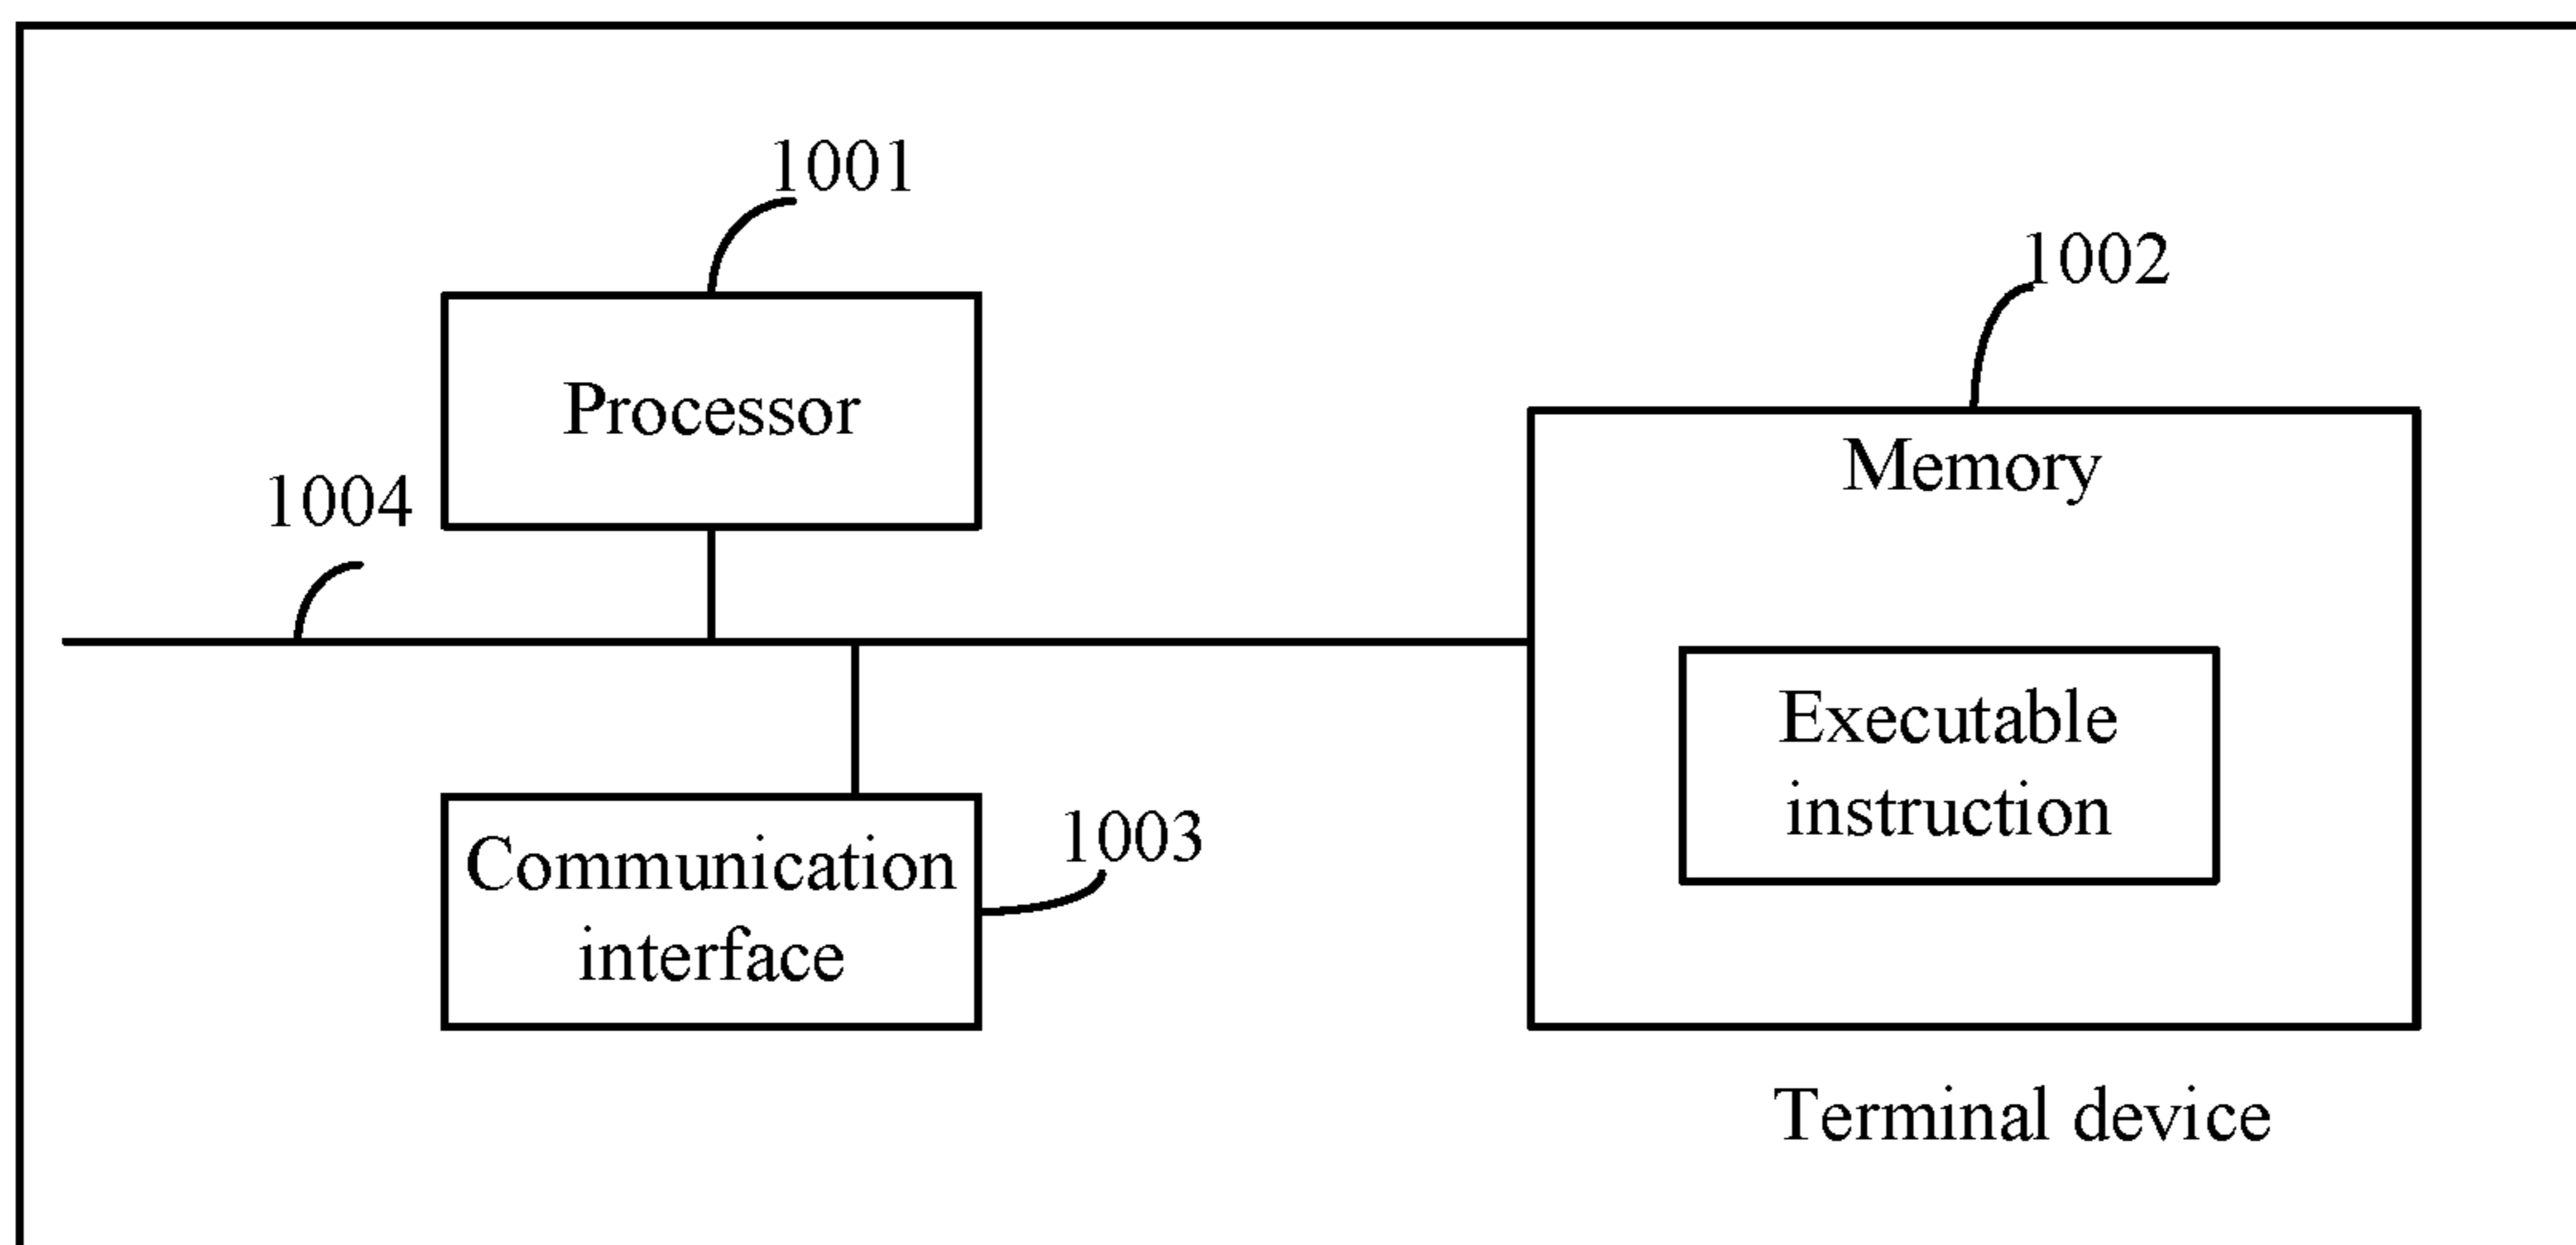 1001
1002
Processor
Memory
1004
Executable
instruction
1003
Communication
interface
Terminal device